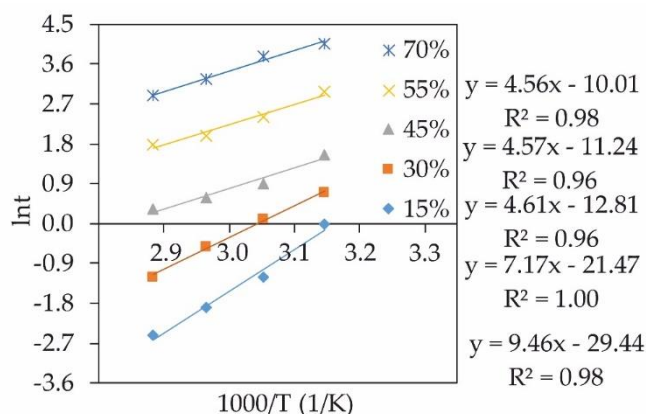 4.5
3.6
2.7
1.8
0.9
0.0
-0.9
-1.8
-2.7
-3.6
lnt
2.9 3.0 3.1 3.2 3.3
1000/T (1/K)
70%
55%
45%
30%
15%
y = 4.56x - 10.01
R² = 0.98
y = 4.57x - 11.24
R² = 0.96
y = 4.61x - 12.81
R² = 0.96
y = 7.17x - 21.47
R² = 1.00
y = 9.46x - 29.44
R² = 0.98